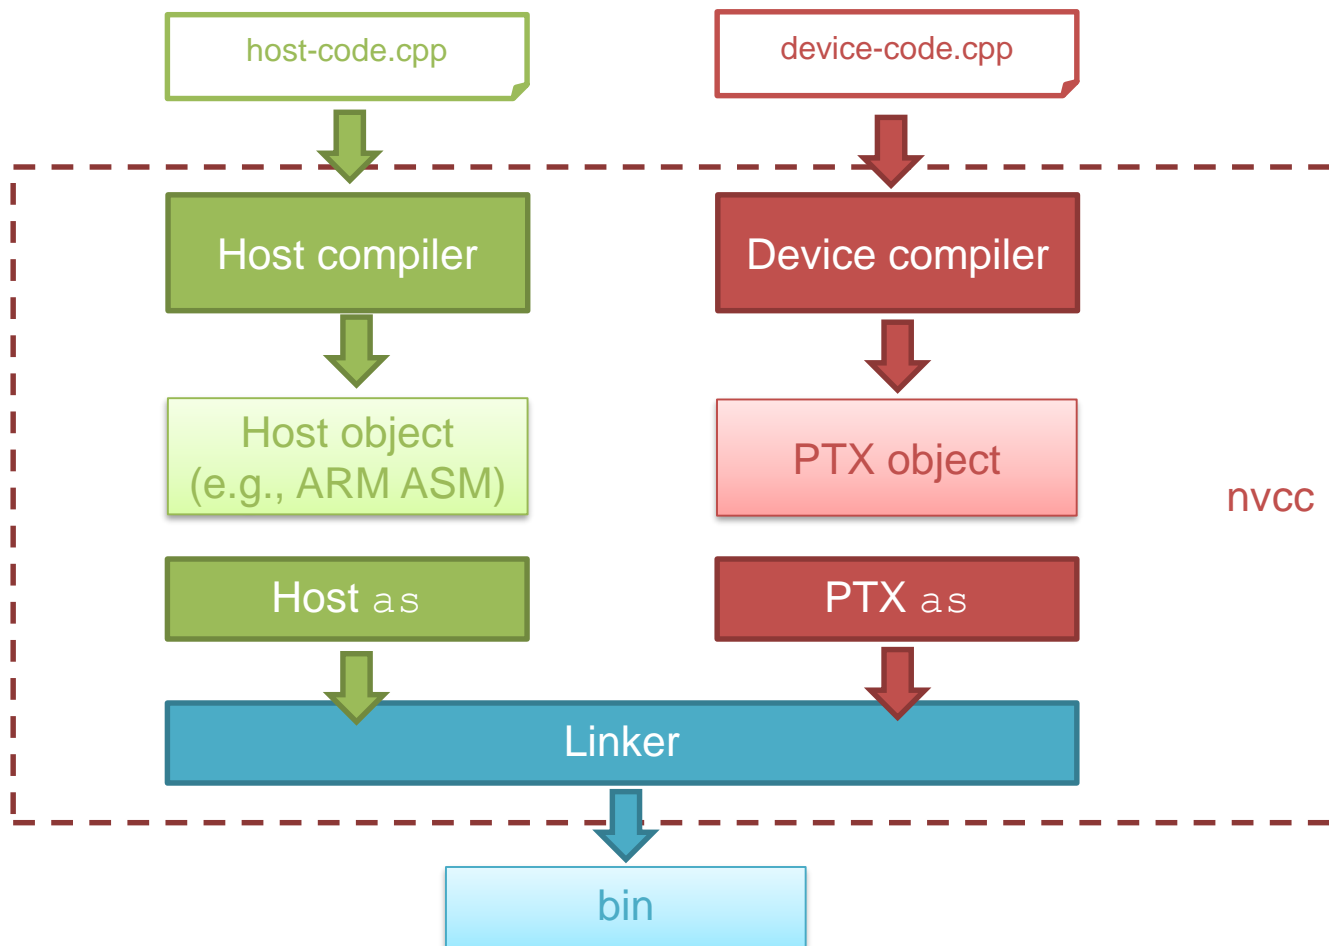 host-code.cpp
device-code.cpp
Host compiler
Device compiler
Host object
(e.g., ARM ASM)
PTX object
nvcc
Host as
PTX as
Linker
bin